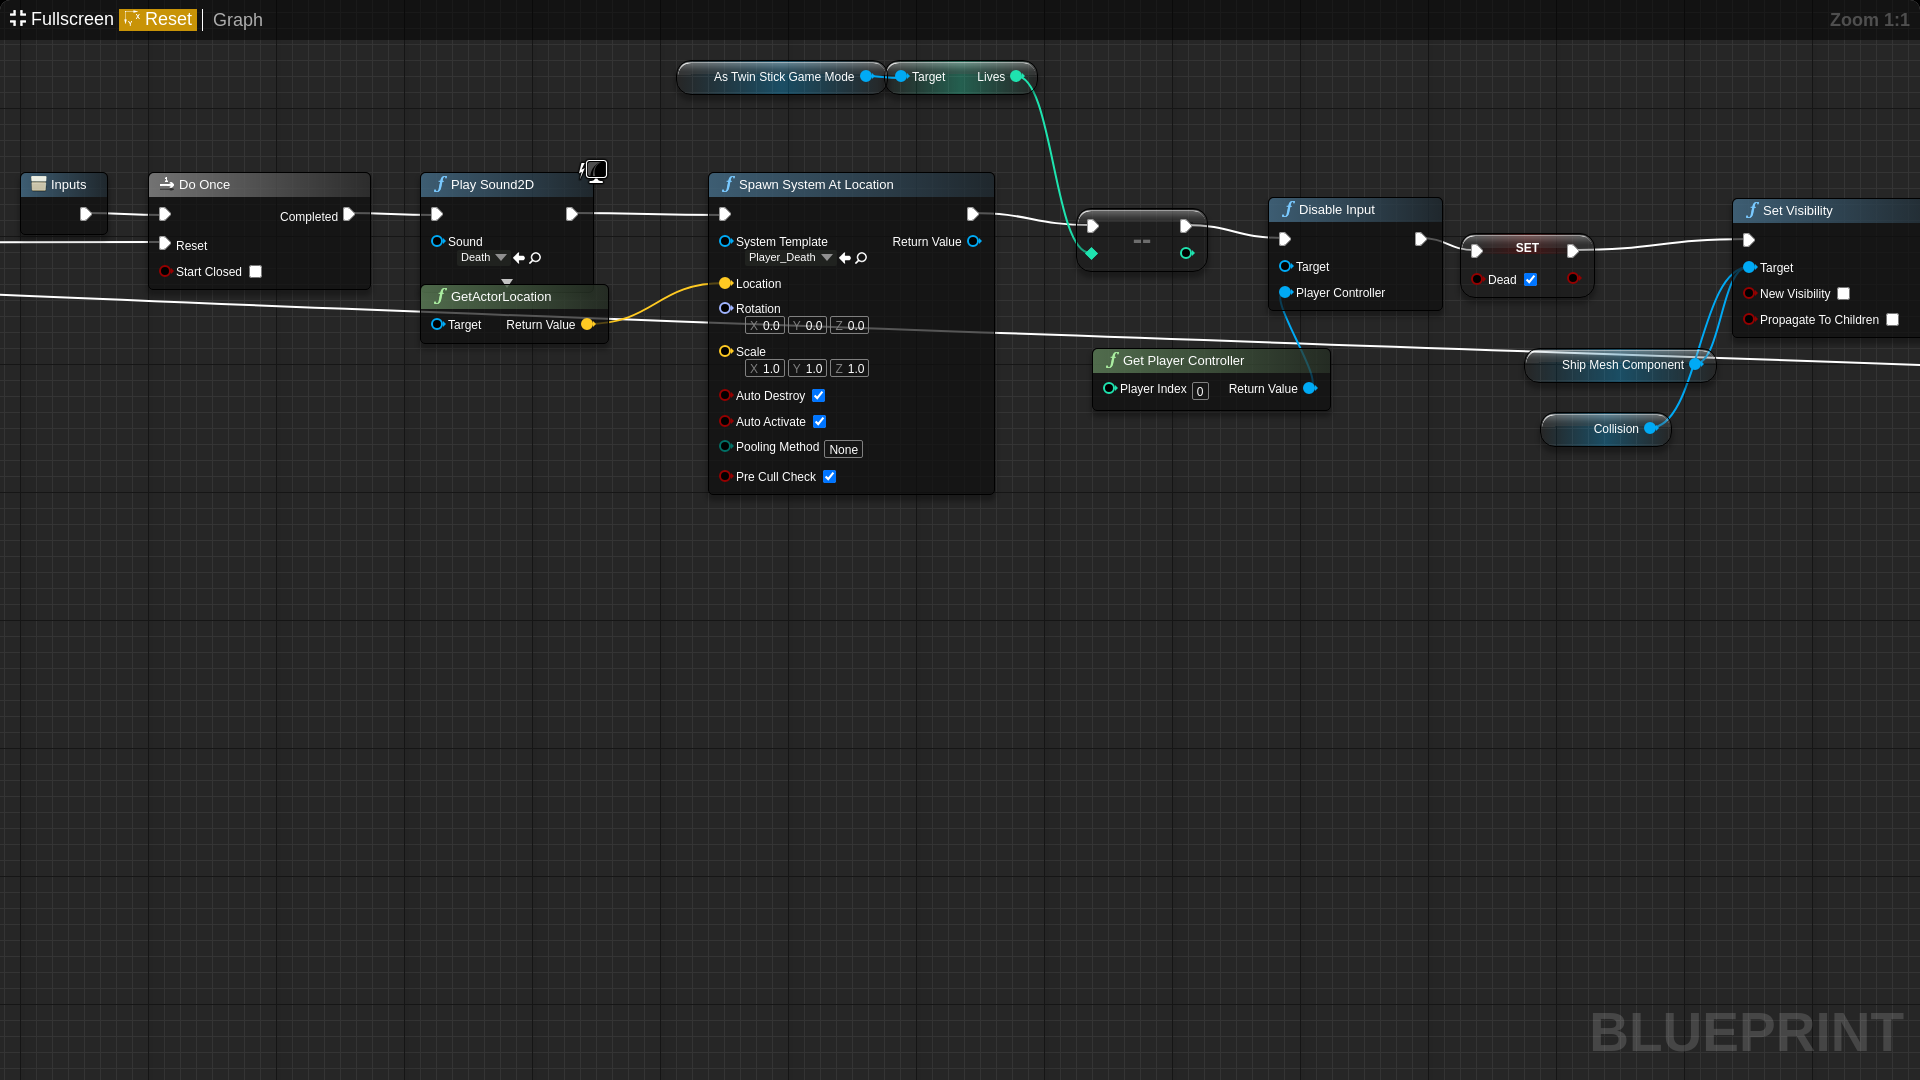 Fullscreen Reset Graph Zoom 1:1
As Twin Stick Game Mode Target Lives
Inputs
Do Once
Completed
Reset
Start Closed
Play Sound2D
Sound
Death
GetActorLocation
Target Return Value
Spawn System At Location
System Template Return Value
Player_Death
Location
Rotation
X 0.0 Y 0.0 Z 0.0
Scale
X 1.0 Y 1.0 Z 1.0
Auto Destroy
Auto Activate
Pooling Method None
Pre Cull Check
--
Disable Input
Target
Player Controller
Get Player Controller
Player Index 0 Return Value
SET
Dead
Set Visibility
Target
New Visibility
Propagate To Children
Ship Mesh Component
Collision
BLUEPRINT